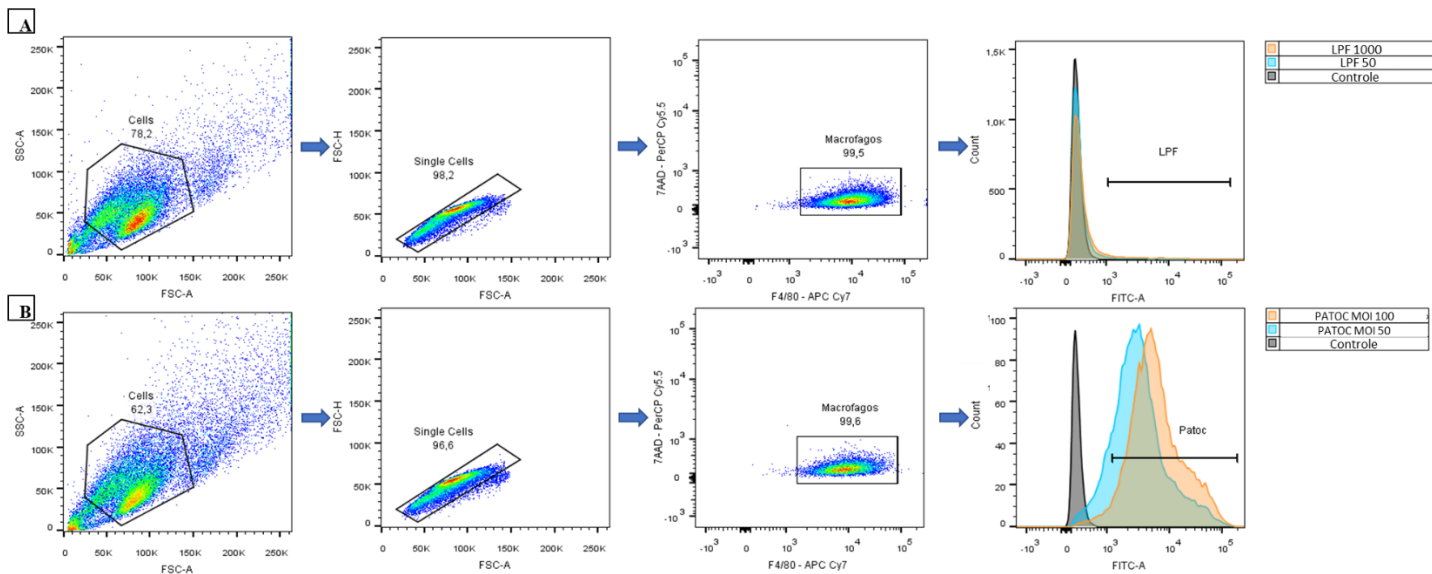 A
250K
200K
150K
100K
50K
0
SSC-A
Cells
78,2
0 50K 100K 150K 200K 250K
FSC-A
250K
200K
150K
100K
50K
0
FSC-H
Single Cells
98,2
0 50K 100K 150K 200K 250K
FSC-A
10^5
10^4
10^3
0
-10^3
7AAD - PerCP Cy5.5
Macrofagos
99,5
-10^3 0 10^3 10^4 10^5
F4/80 - APC Cy7
1,5K
1,0K
500
0
Count
LPF
-10^3 0 10^3 10^4 10^5
FITC-A
LPF 1000
LPF 50
Controle
B
250K
200K
150K
100K
50K
0
SSC-A
Cells
62,3
0 50K 100K 150K 200K 250K
FSC-A
250K
200K
150K
100K
50K
0
FSC-H
Single Cells
96,6
0 50K 100K 150K 200K 250K
FSC-A
10^5
10^4
10^3
0
-10^3
7AAD - PerCP Cy5.5
Macrofagos
99,6
-10^3 0 10^3 10^4 10^5
F4/80 - APC Cy7
100
80
60
40
20
0
Count
Patoc
-10^3 0 10^3 10^4 10^5
FITC-A
PATOC MOI 100
PATOC MOI 50
Controle